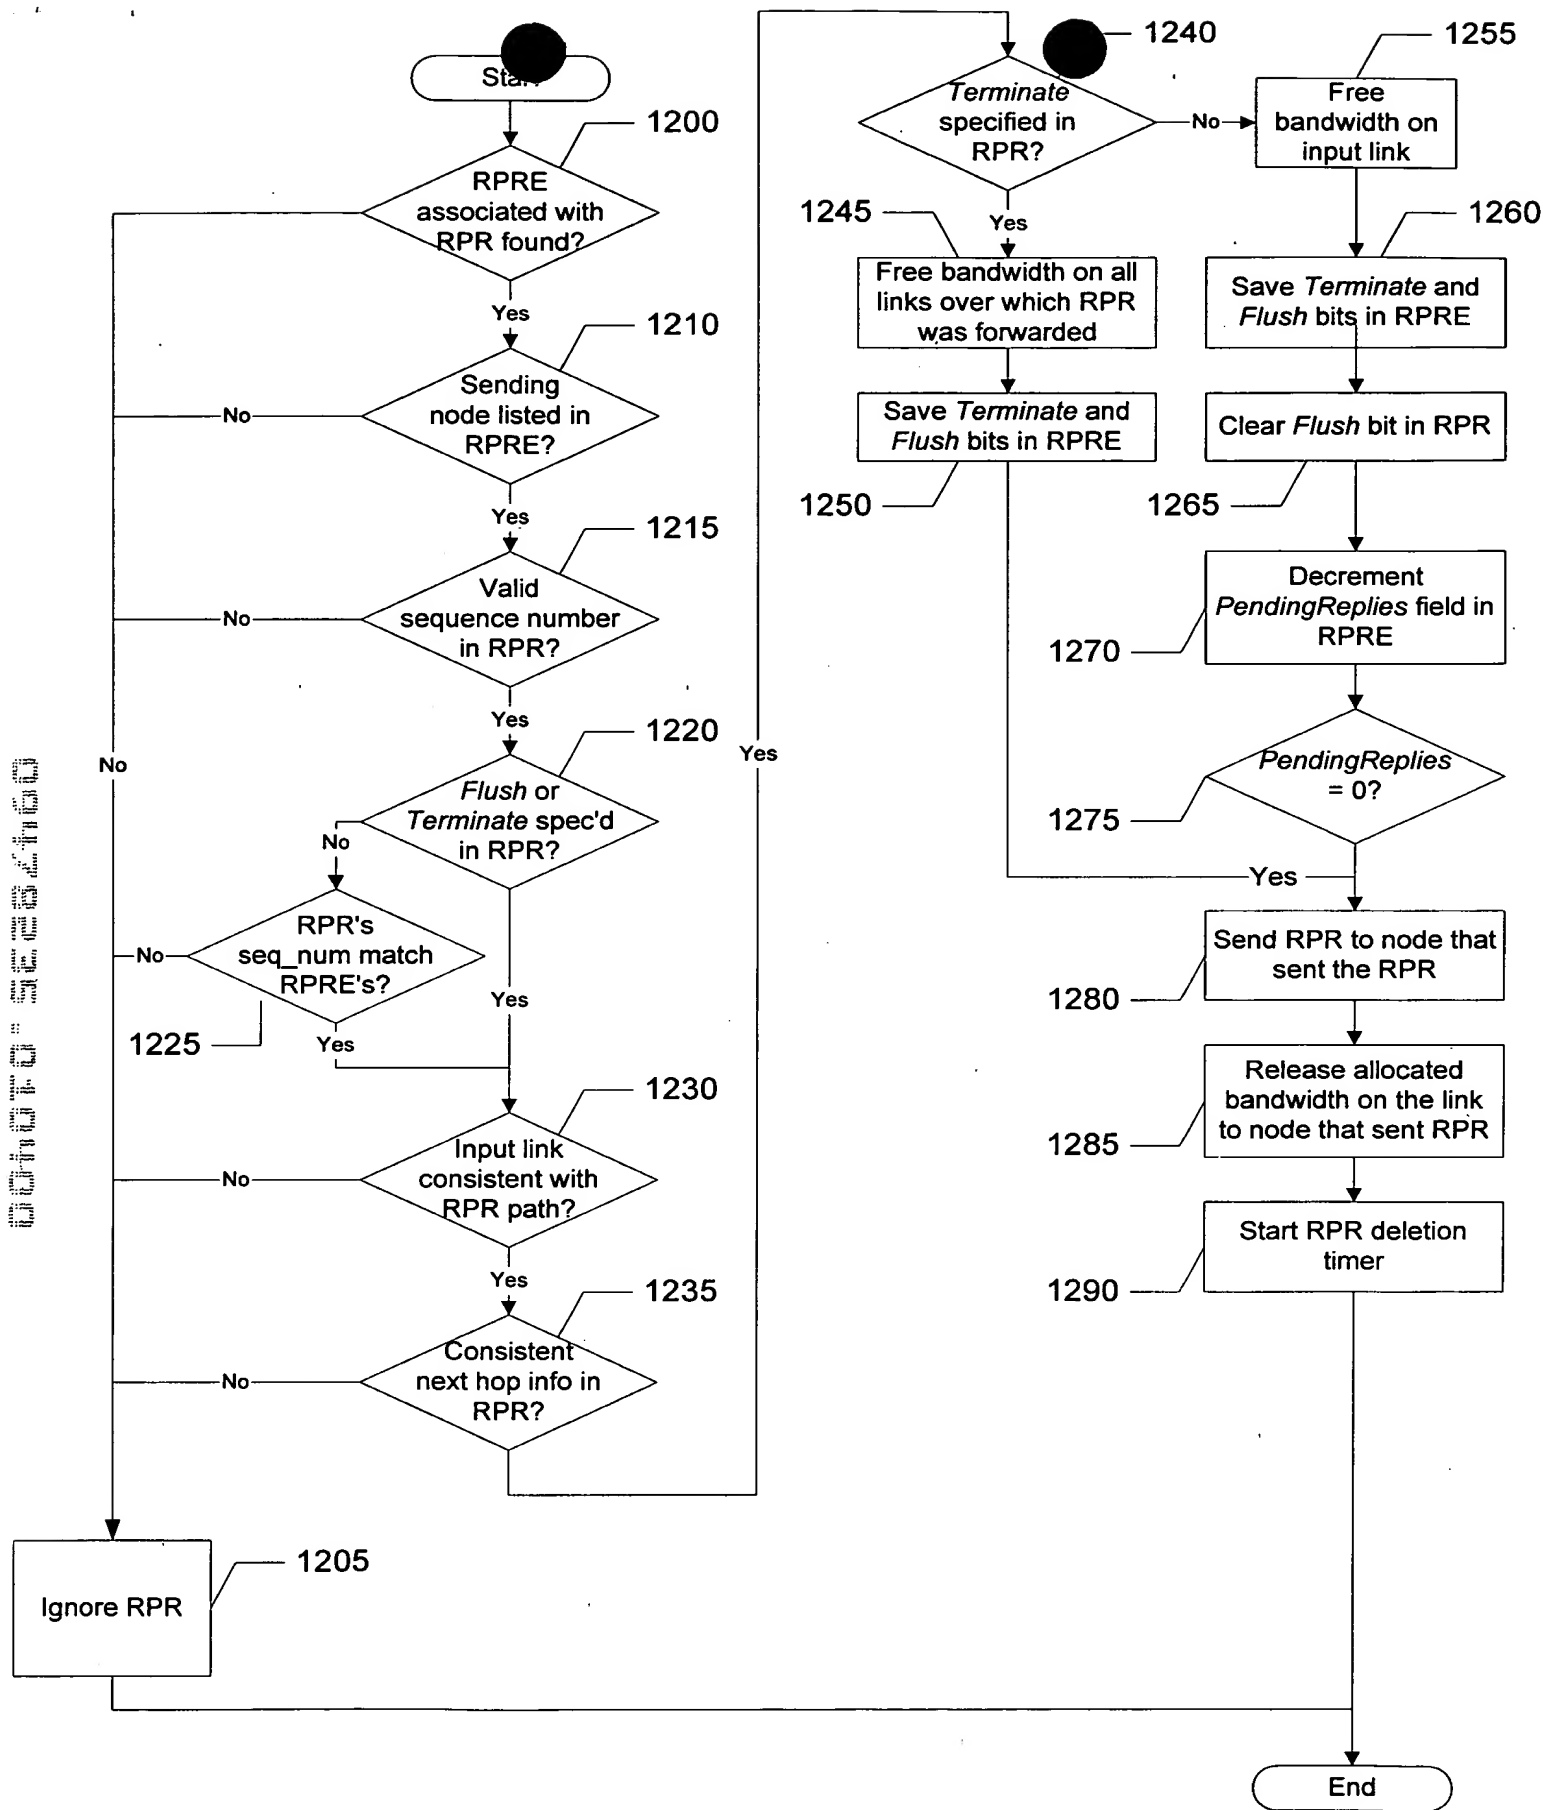 1200
RPRE
associated with
RPR found?
Yes
1210
Sending
node listed in
RPRE?
No
Yes
1215
Valid
sequence number
in RPR?
No
Yes
1220
Flush or
Terminate spec'd
in RPR?
No
No
RPR's
seq_num match
RPRE's?
No
Yes
1225
Yes
1230
Input link
consistent with
RPR path?
No
Yes
1235
Consistent
next hop info in
RPR?
No
Yes
1205
Ignore RPR
1240
Terminate
specified in
RPR?
No
Yes
1245
Free bandwidth on all
links over which RPR
was forwarded
Save Terminate and
Flush bits in RPRE
1250
1255
Free
bandwidth on
input link
1260
Save Terminate and
Flush bits in RPRE
Clear Flush bit in RPR
1265
Decrement
PendingReplies field in
RPRE
1270
PendingReplies
= 0?
1275
Yes
Send RPR to node that
sent the RPR
1280
Release allocated
bandwidth on the link
to node that sent RPR
1285
Start RPR deletion
timer
1290
End